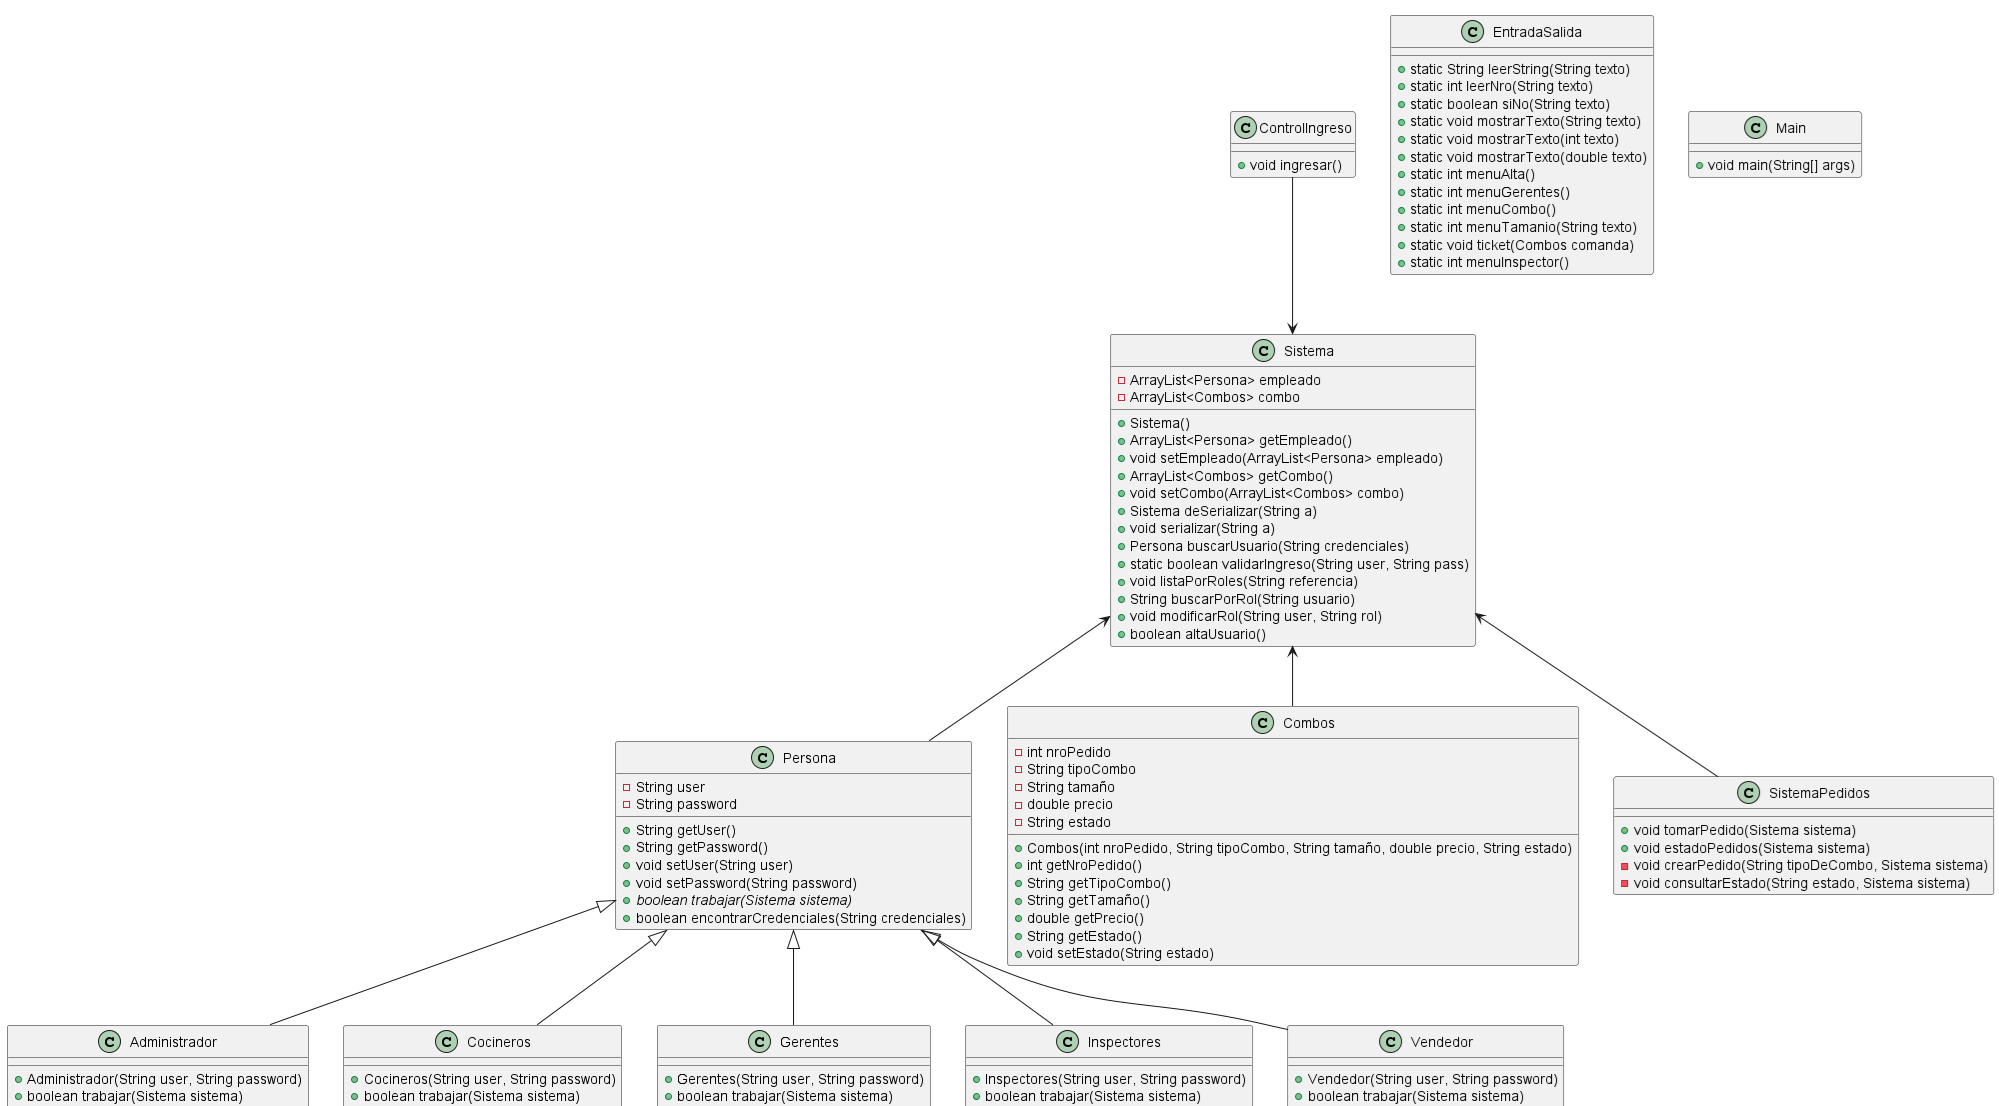 EntradaSalida
static String leerString(String texto)
static int leerNro(String texto)
static boolean siNo(String texto)
static void mostrarTexto(String texto)
static void mostrarTexto(int texto)
static void mostrarTexto(double texto)
static int menuAlta()
static int menuGerentes()
static int menuCombo()
static int menuTamanio(String texto)
static void ticket(Combos comanda)
static int menuInspector()
ControlIngreso
void ingresar()
Main
void main(String[] args)
Sistema
ArrayList<Persona> empleado
ArrayList<Combos> combo
Sistema()
ArrayList<Persona> getEmpleado()
void setEmpleado(ArrayList<Persona> empleado)
ArrayList<Combos> getCombo()
void setCombo(ArrayList<Combos> combo)
Sistema deSerializar(String a)
void serializar(String a)
Persona buscarUsuario(String credenciales)
static boolean validarIngreso(String user, String pass)
void listaPorRoles(String referencia)
String buscarPorRol(String usuario)
void modificarRol(String user, String rol)
boolean altaUsuario()
Persona
String user
String password
String getUser()
String getPassword()
void setUser(String user)
void setPassword(String password)
boolean trabajar(Sistema sistema)
boolean encontrarCredenciales(String credenciales)
Combos
int nroPedido
String tipoCombo
String tamaño
double precio
String estado
Combos(int nroPedido, String tipoCombo, String tamaño, double precio, String estado)
int getNroPedido()
String getTipoCombo()
String getTamaño()
double getPrecio()
String getEstado()
void setEstado(String estado)
SistemaPedidos
void tomarPedido(Sistema sistema)
void estadoPedidos(Sistema sistema)
void crearPedido(String tipoDeCombo, Sistema sistema)
void consultarEstado(String estado, Sistema sistema)
Administrador
Administrador(String user, String password)
boolean trabajar(Sistema sistema)
Cocineros
Cocineros(String user, String password)
boolean trabajar(Sistema sistema)
Gerentes
Gerentes(String user, String password)
boolean trabajar(Sistema sistema)
Inspectores
Inspectores(String user, String password)
boolean trabajar(Sistema sistema)
Vendedor
Vendedor(String user, String password)
boolean trabajar(Sistema sistema)